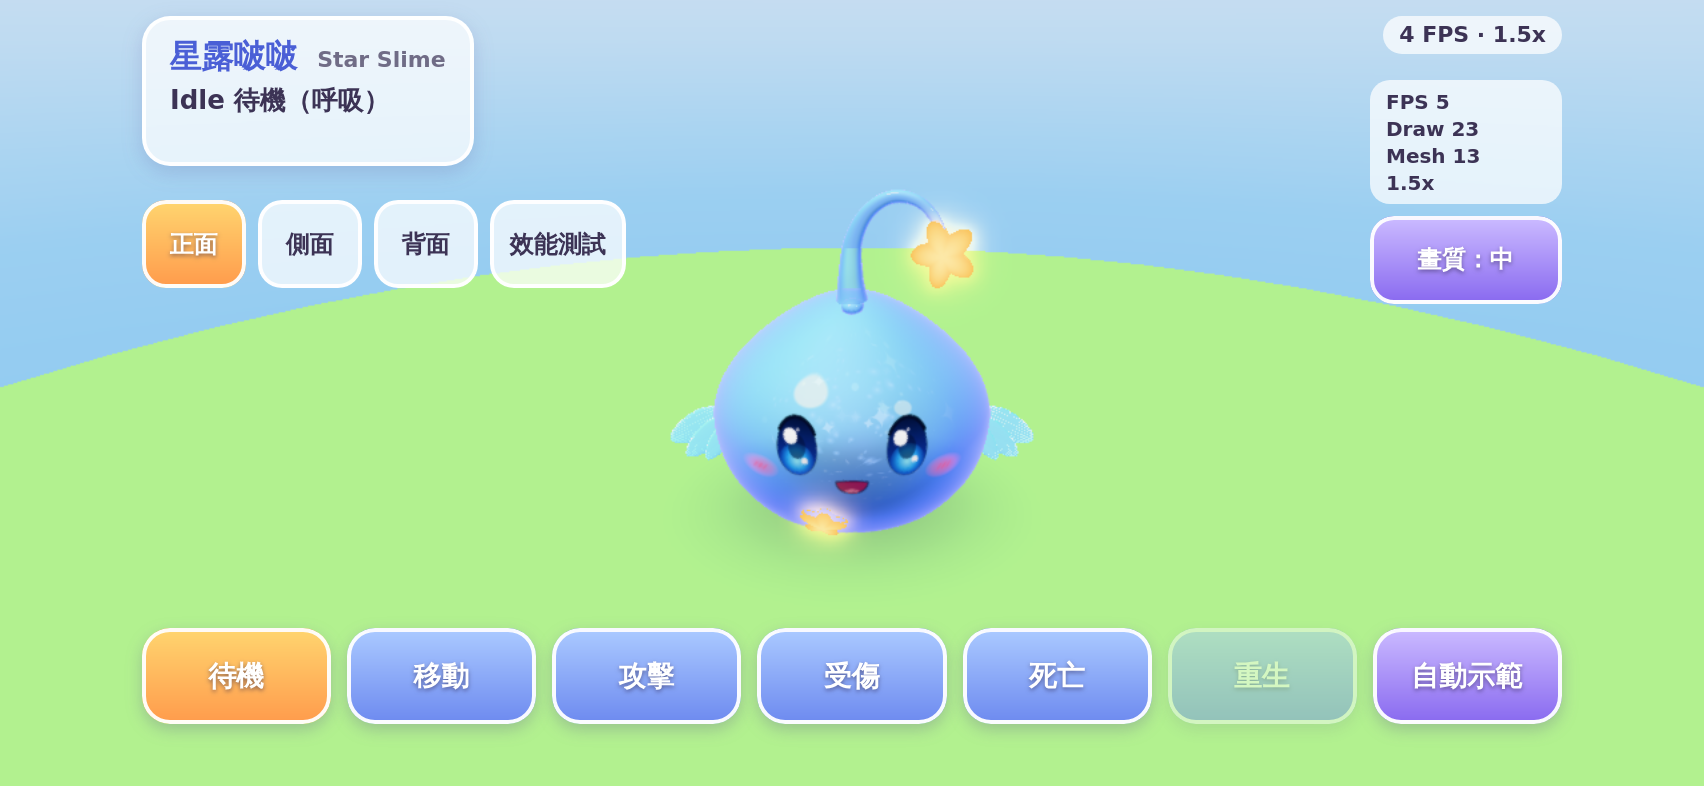 星露啵啵 Star Slime
Idle 待機（呼吸）
4 FPS · 1.5x
FPS 5
Draw 23
Mesh 13
1.5x
畫質：中
正面
側面
背面
效能測試
待機
移動
攻擊
受傷
死亡
重生
自動示範